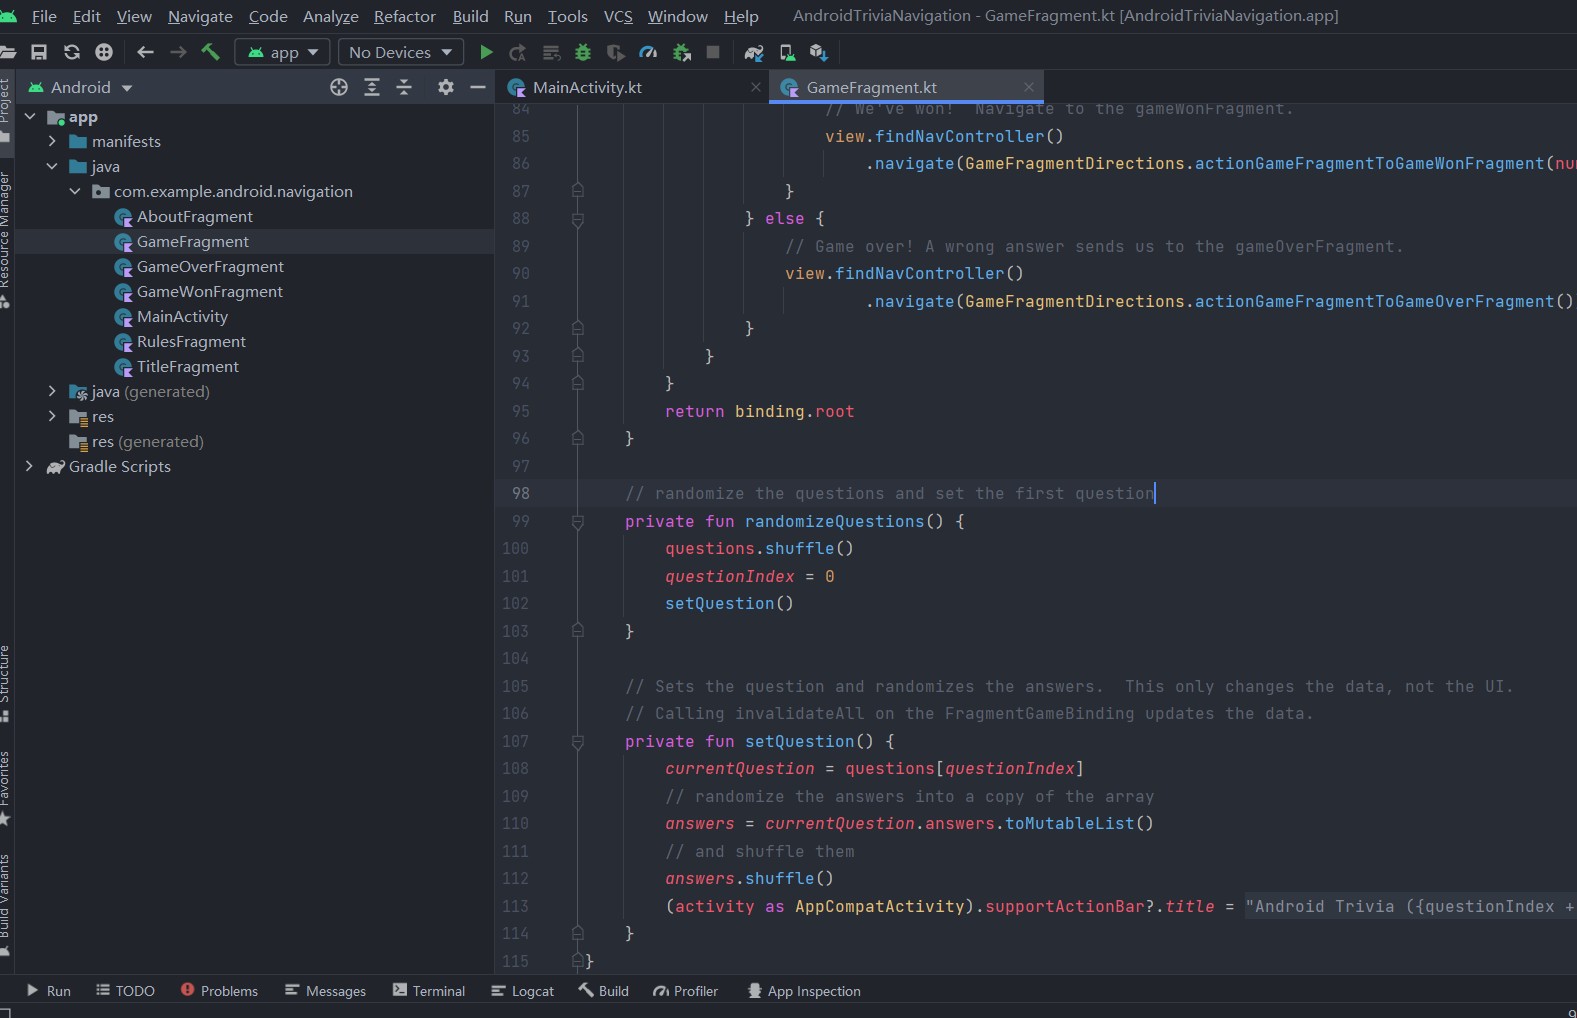 File Edit View Navigate Code Analyze Refactor Build Run Tools VCS Window Help AndroidTriviaNavigation - GameFragment.kt [AndroidTriviaNavigation.app]
app No Devices
Project
Resource Manager
Structure
Favorites
Build Variants
Android
app
manifests
java
com.example.android.navigation
AboutFragment
GameFragment
GameOverFragment
GameWonFragment
MainActivity
RulesFragment
TitleFragment
java (generated)
res
res (generated)
Gradle Scripts
MainActivity.kt GameFragment.kt
84 // We've won!  Navigate to the gameWonFragment.
85 view.findNavController()
86 .navigate(GameFragmentDirections.actionGameFragmentToGameWonFragment(
87 }
88 } else {
89 // Game over! A wrong answer sends us to the gameOverFragment.
90 view.findNavController()
91 .navigate(GameFragmentDirections.actionGameFragmentToGameOverFragment()
92 }
93 }
94 }
95 return binding.root
96 }
97
98 // randomize the questions and set the first question
99 private fun randomizeQuestions() {
100 questions.shuffle()
101 questionIndex = 0
102 setQuestion()
103 }
104
105 // Sets the question and randomizes the answers.  This only changes the data, not the UI.
106 // Calling invalidateAll on the FragmentGameBinding updates the data.
107 private fun setQuestion() {
108 currentQuestion = questions[questionIndex]
109 // randomize the answers into a copy of the array
110 answers = currentQuestion.answers.toMutableList()
111 // and shuffle them
112 answers.shuffle()
113 (activity as AppCompatActivity).supportActionBar?.title = "Android Trivia ({questionIndex +
114 }
115 }
Run TODO Problems Messages Terminal Logcat Build Profiler App Inspection